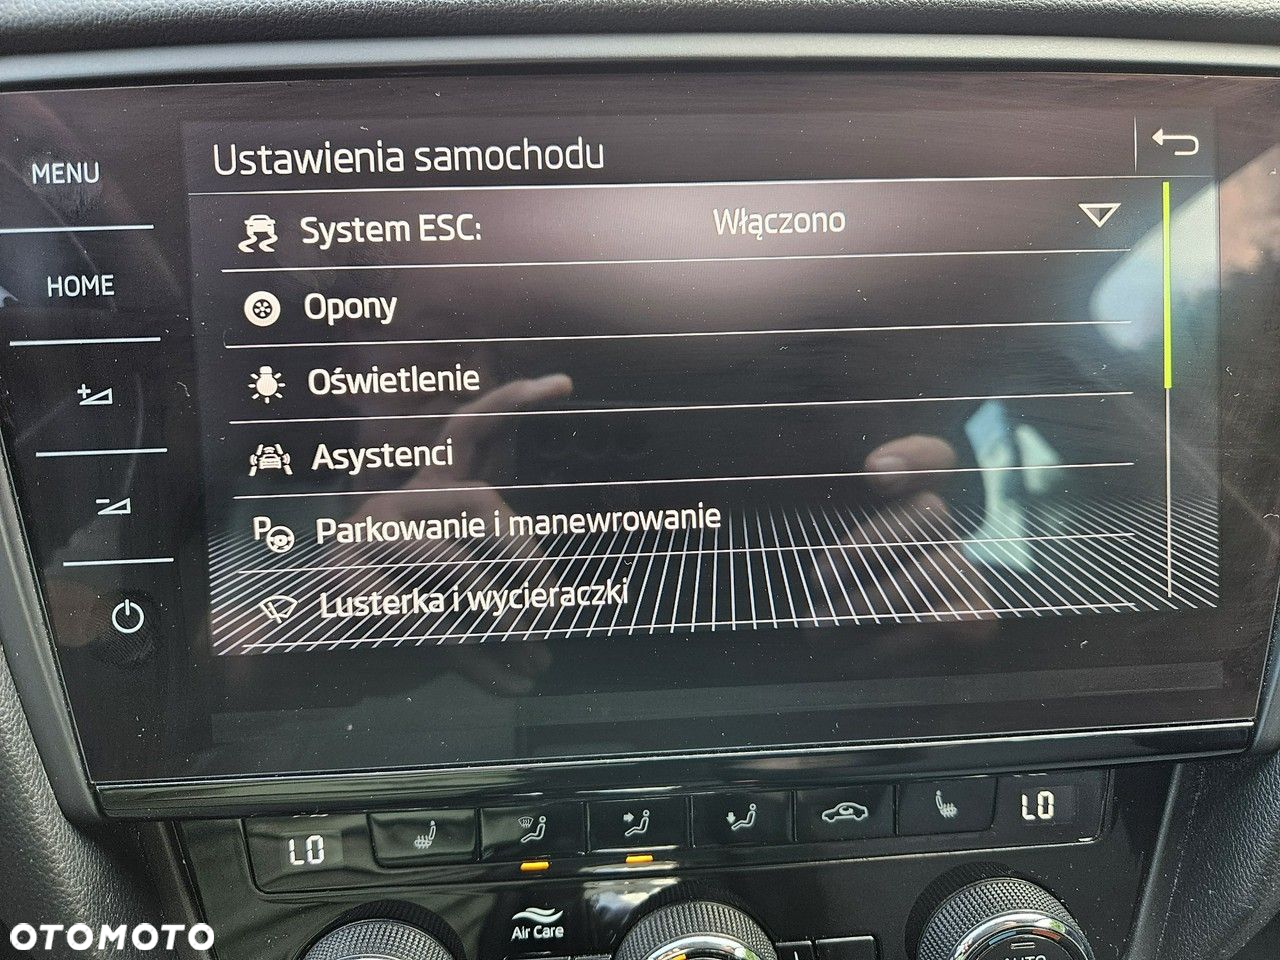 Ustawienia samochodu
MENU
System ESC: Włączono
HOME
Opony
Oświetlenie
Asystenci
P Parkowanie i manewrowanie
Lusterka i wycieraczki
LO
LO
Air Care
AUTO
OTOMOTO